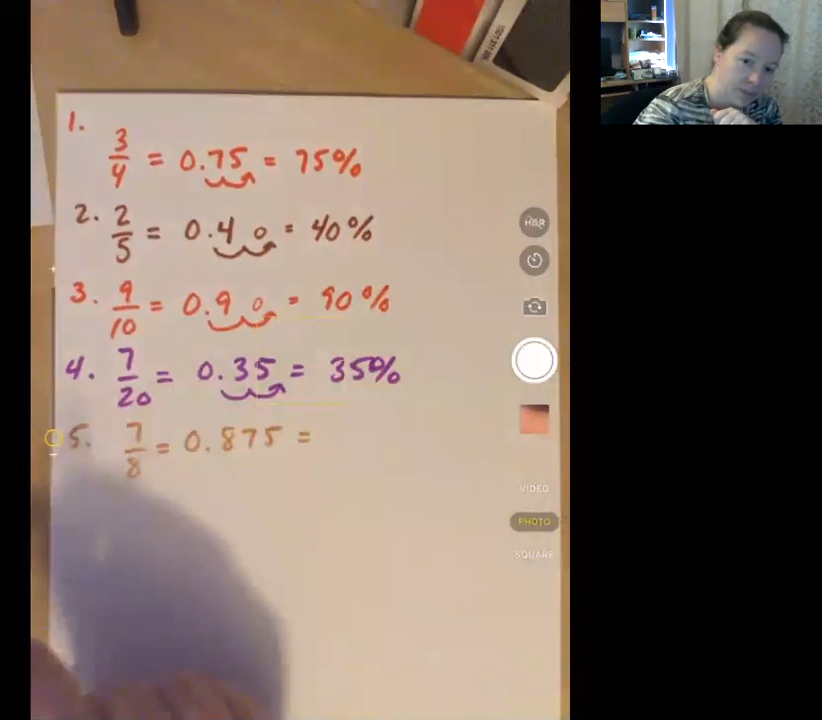 1.
3/4 = 0.75 = 75%
2. 2/5 = 0.40 = 40%
3. 9/10 = 0.90 = 90%
4. 7/20 = 0.35 = 35%
5. 7/8 = 0.875 =
HDR
VIDEO
PHOTO
SQUARE